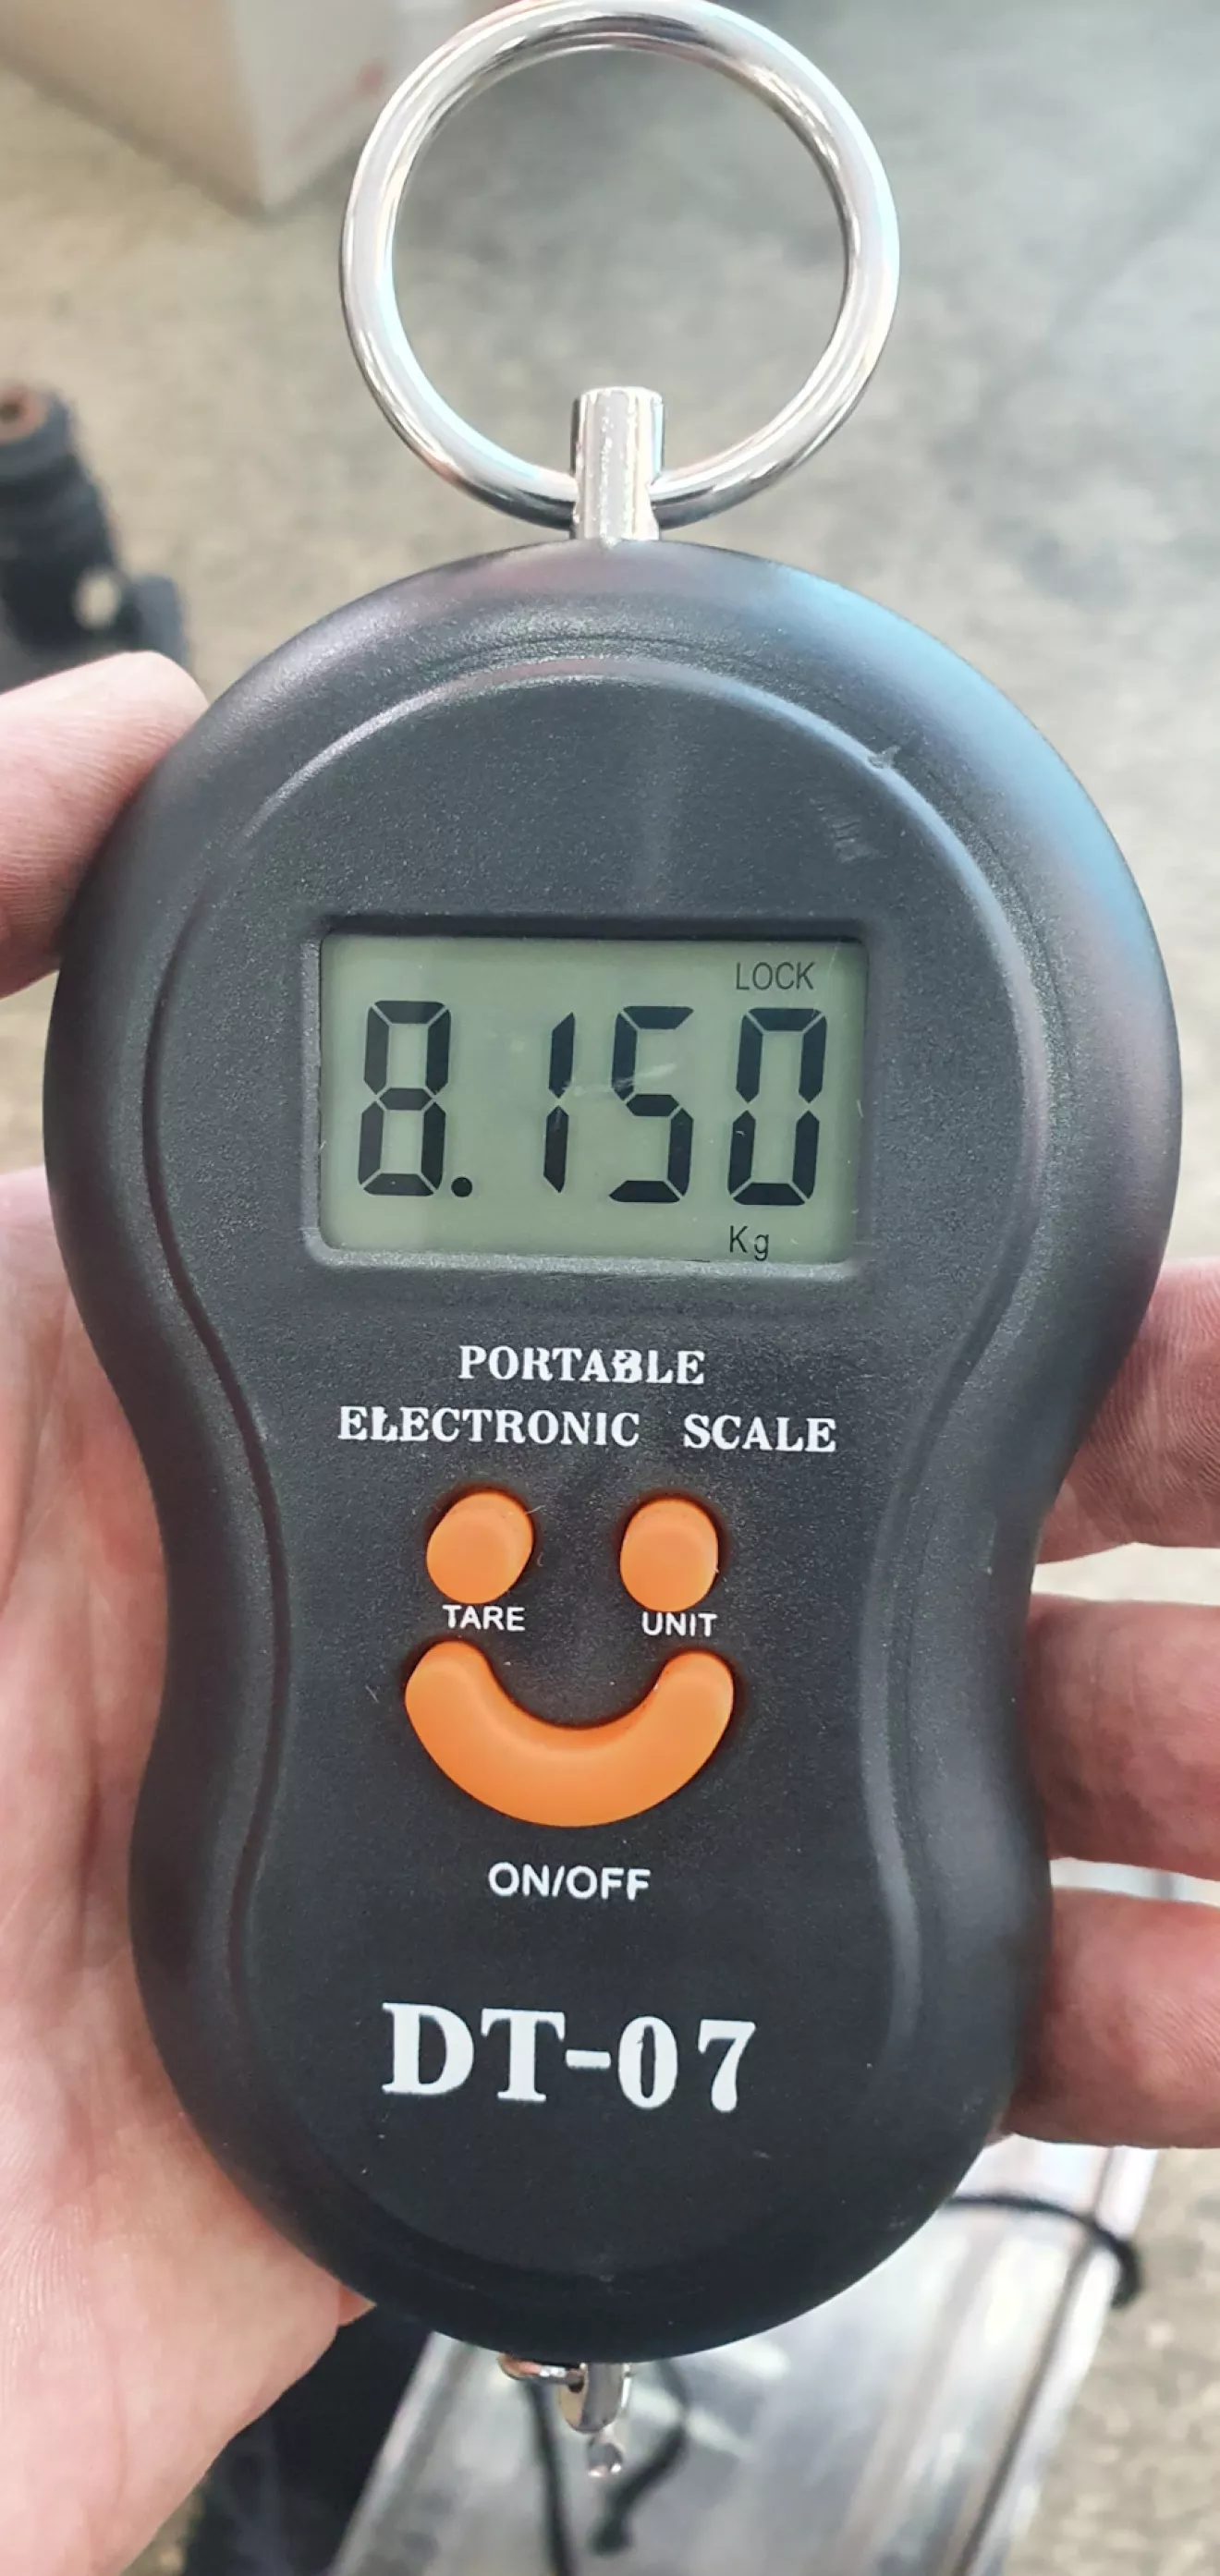 LOCK
8.150
Kg
PORTABLE
ELECTRONIC SCALE
TARE UNIT
ON/OFF
DT-07